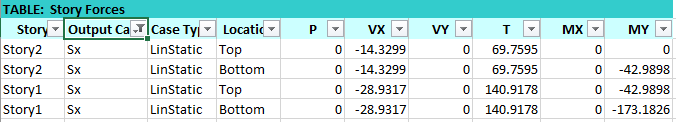 TABLE: Story Forces
Story Output Ca Case Typ Locatio P VX VY T MX MY
Story2 Sx LinStatic Top 0 -14.3299 0 69.7595 0 0
Story2 Sx LinStatic Bottom 0 -14.3299 0 69.7595 0 -42.9898
Story1 Sx LinStatic Top 0 -28.9317 0 140.9178 0 -42.9898
Story1 Sx LinStatic Bottom 0 -28.9317 0 140.9178 0 -173.1826